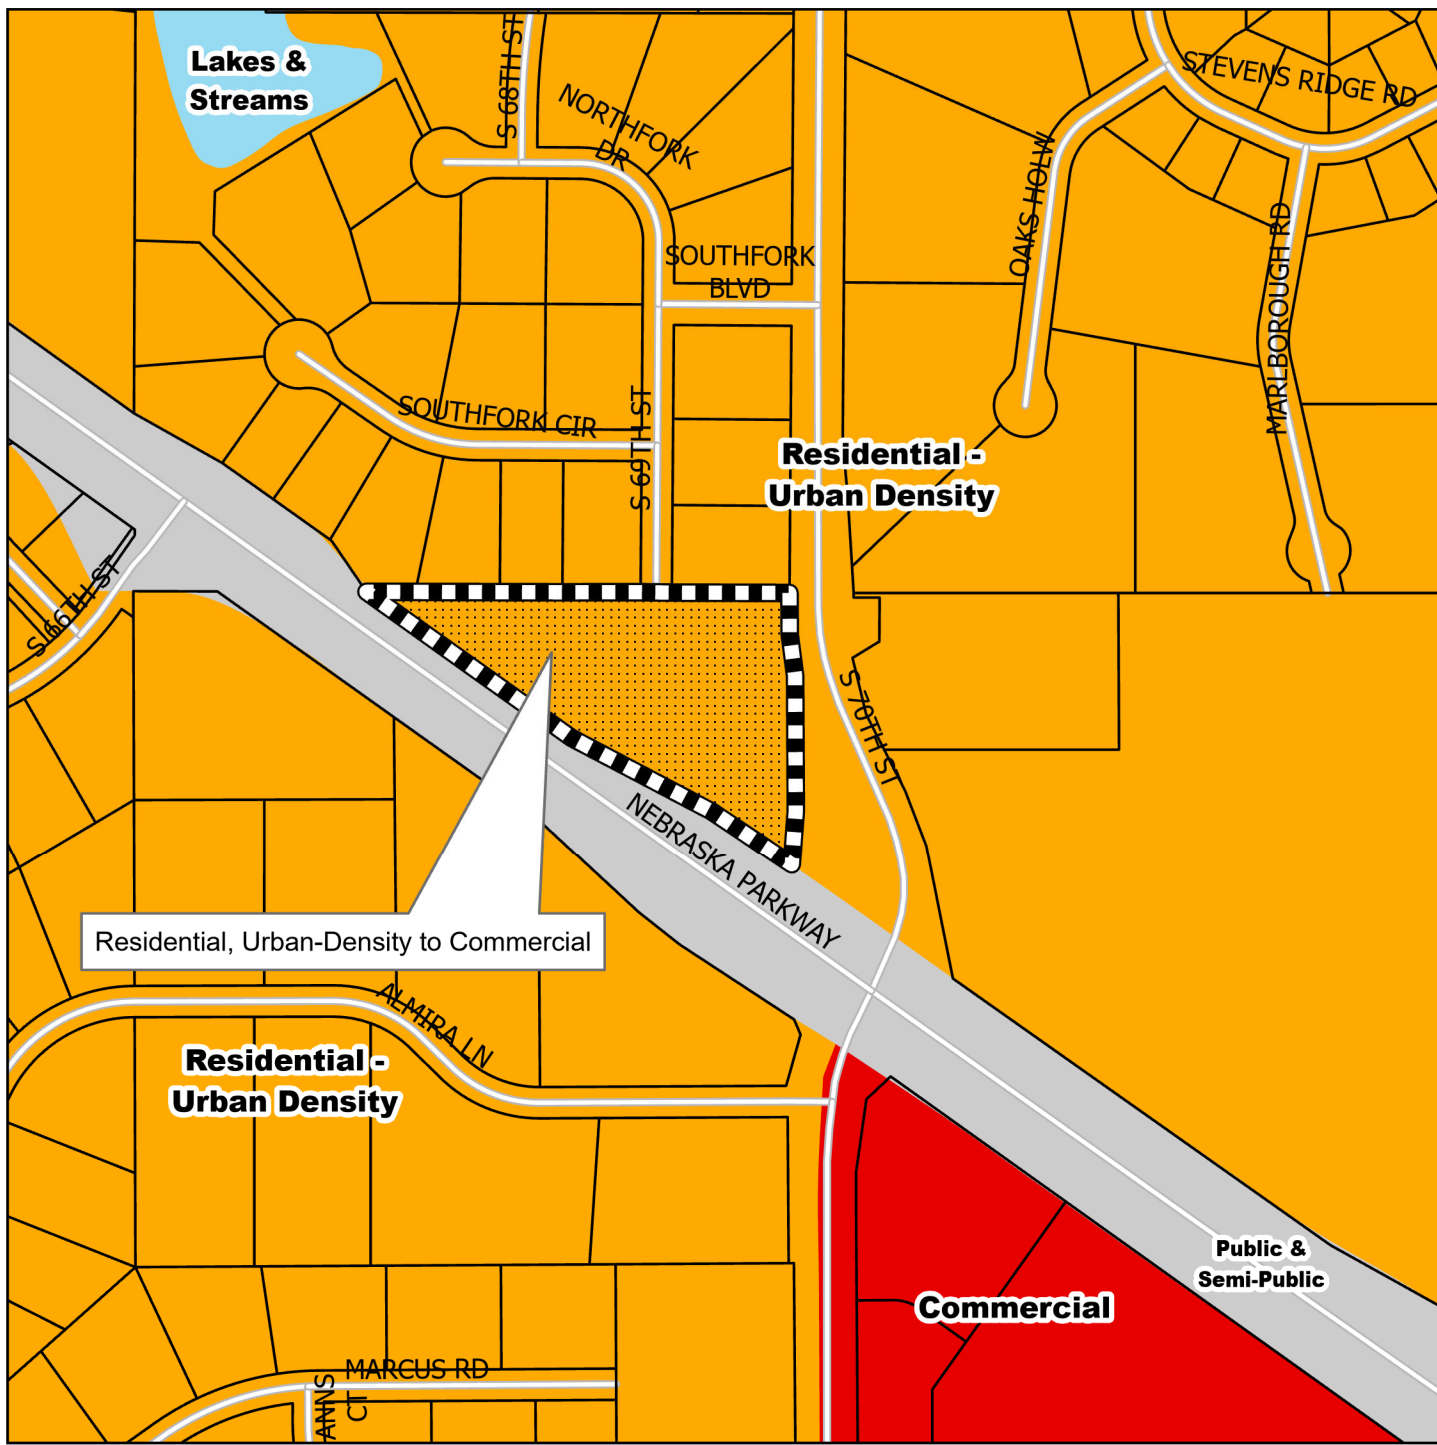 Lakes &
Streams
S 68TH ST
NORTHFORK
DR
STEVENS RIDGE RD
OAKS HOLW
MARLBOROUGH RD
SOUTHFORK
BLVD
SOUTHFORK CIR
S 69TH ST
Residential -
Urban Density
S 66TH ST
S 70TH ST
NEBRASKA PARKWAY
Residential, Urban-Density to Commercial
ALMIRA LN
Residential -
Urban Density
Public &
Semi-Public
Commercial
MARCUS RD
ANNS
CT